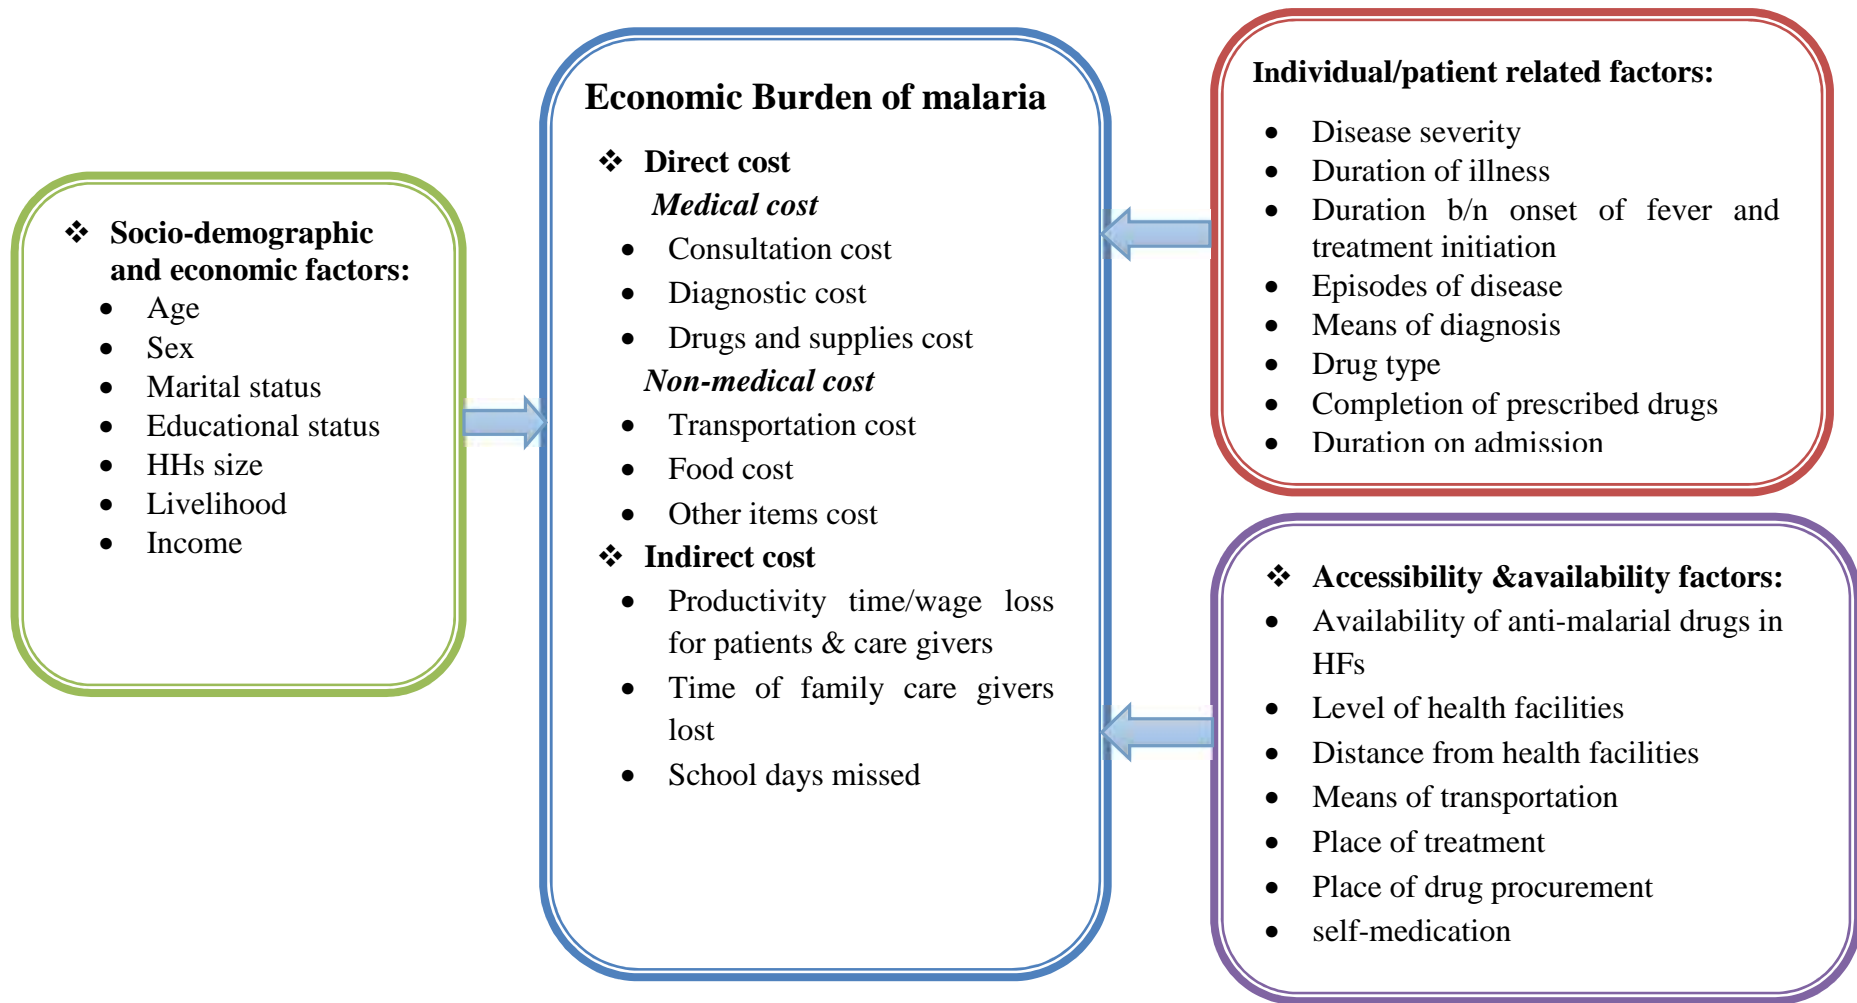 ❖ Socio-demographic
and economic factors:
• Age
• Sex
• Marital status
• Educational status
• HHs size
• Livelihood
• Income
Economic Burden of malaria
❖ Direct cost
Medical cost
• Consultation cost
• Diagnostic cost
• Drugs and supplies cost
Non-medical cost
• Transportation cost
• Food cost
• Other items cost
❖ Indirect cost
• Productivity time/wage loss
for patients & care givers
• Time of family care givers
lost
• School days missed
Individual/patient related factors:
• Disease severity
• Duration of illness
• Duration b/n onset of fever and
treatment initiation
• Episodes of disease
• Means of diagnosis
• Drug type
• Completion of prescribed drugs
• Duration on admission
❖ Accessibility &availability factors:
• Availability of anti-malarial drugs in
HFs
• Level of health facilities
• Distance from health facilities
• Means of transportation
• Place of treatment
• Place of drug procurement
• self-medication